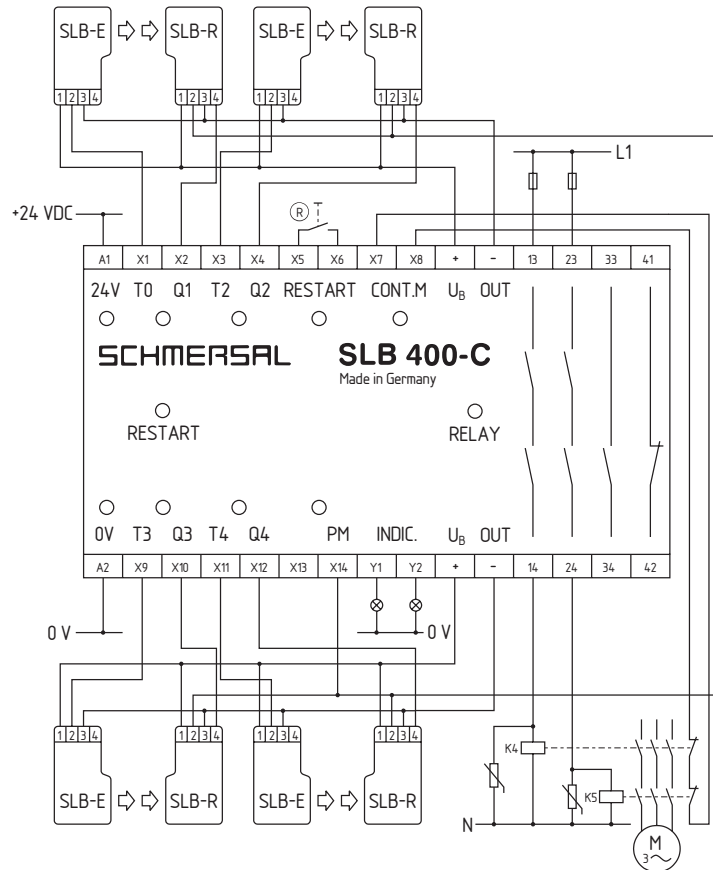 SLB-E SLB-R SLB-E SLB-R
1 2 3 4 1 2 3 4 1 2 3 4 1 2 3 4
L1
+24 VDC
R
A1 X1 X2 X3 X4 X5 X6 X7 X8 + - 13 23 33 41
24V T0 Q1 T2 Q2 RESTART CONT.M UB OUT
SCHMERSAL SLB 400-C
Made in Germany
RESTART RELAY
0V T3 Q3 T4 Q4 PM INDIC. UB OUT
A2 X9 X10 X11 X12 X13 X14 Y1 Y2 + - 14 24 34 42
0 V 0 V
1 2 3 4 1 2 3 4 1 2 3 4 1 2 3 4
SLB-E SLB-R SLB-E SLB-R
K4
K5
N
M
3~